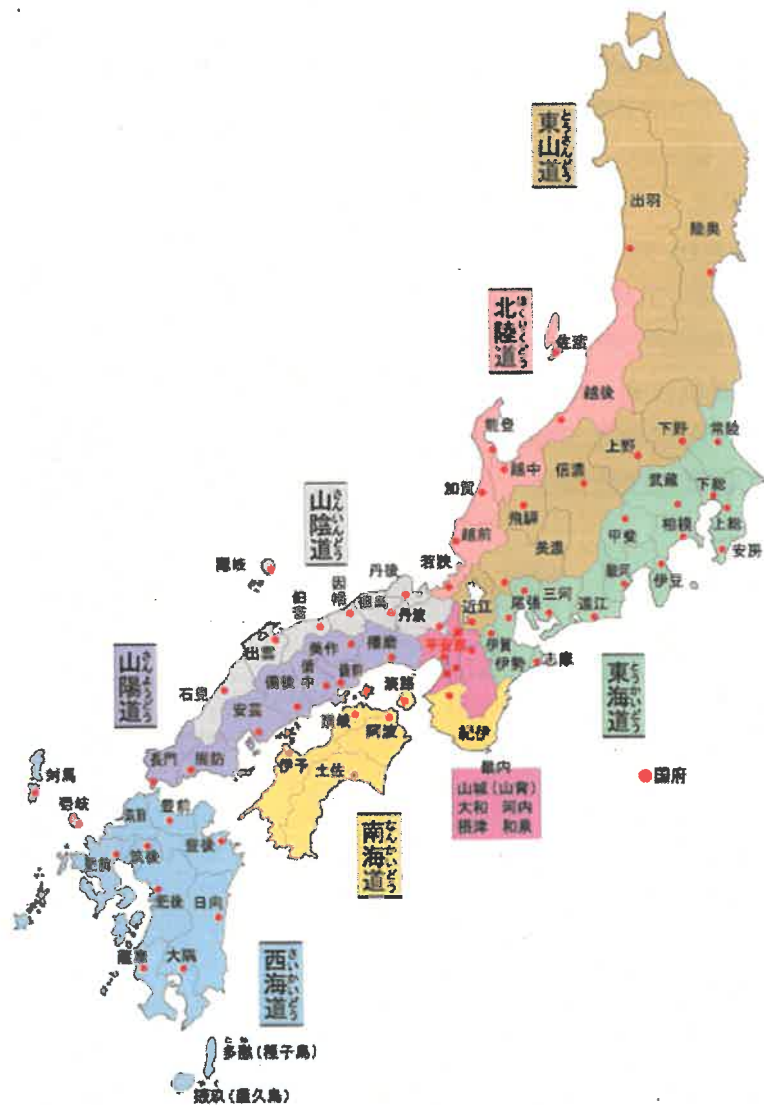 とうさんどう
東山道
出羽
陸奥
ほくりくどう
北陸道
佐渡
越後
能登
下野
常陸
上野
越中
信濃
加賀
武蔵
下総
飛騨
相模
上総
さんいんどう
山陰道
越前
甲斐
美濃
安房
若狭
駿河
隠岐
丹後
伊豆
因幡
伯耆
丹波
近江
尾張
三河
遠江
出雲
美作
播磨
平安京
伊賀
志摩
さんようどう
山陽道
備中
備前
伊勢
石見
備後
淡路
とうかいどう
東海道
安芸
讃岐
阿波
紀伊
長門
周防
伊予
土佐
対馬
畿内
国府
壱岐
豊前
山城(山背)
大和 河内
摂津 和泉
なんかいどう
南海道
豊後
肥前
筑後
肥後
日向
薩摩
大隅
さいかいどう
西海道
たね
多禰(種子島)
やく
掖玖(屋久島)